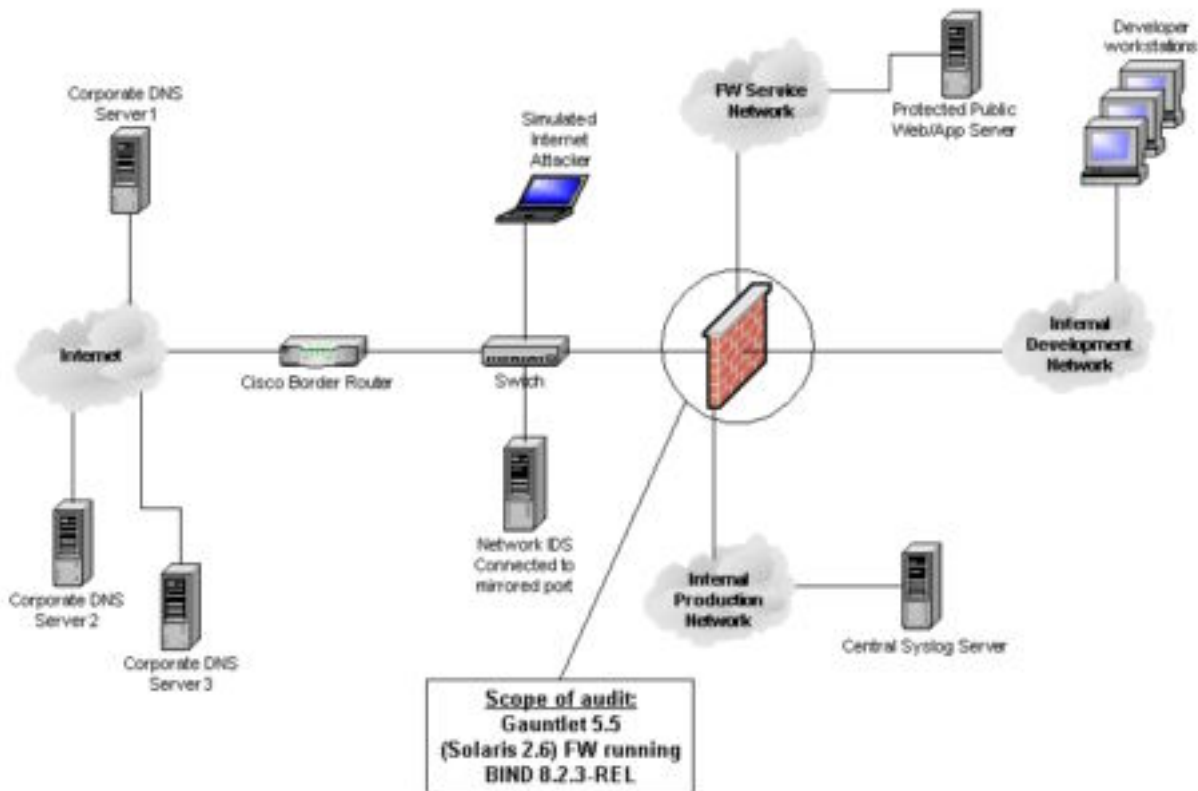 Corporate DNS
Server 1
Simulated
Internet
Attacker
FW Service
Network
Protected Public
Web/App Server
Developer
workstations
Internet
Cisco Border Router
Switch
Internal
Development
Network
Corporate DNS
Server 2
Corporate DNS
Server 3
Network IDS
Connected to
mirrored port
Internal
Production
Network
Central Syslog Server
Scope of audit:
Gauntlet 5.5
(Solaris 2.6) FW running
BIND 8.2.3-REL